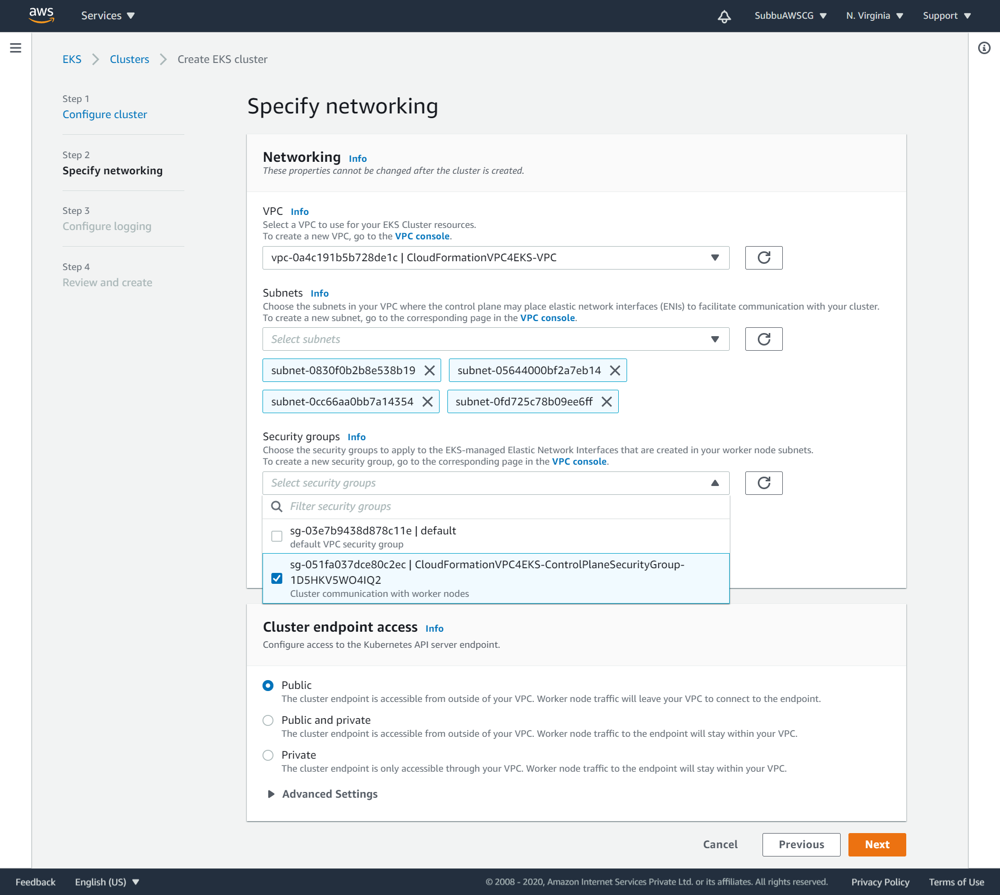 aws
Services
SubbuAWSCG
N. Virginia
Support
EKS
Clusters
Create EKS cluster
Step 1
Configure cluster
Step 2
Specify networking
Step 3
Configure logging
Step 4
Review and create
Specify networking
Networking Info
These properties cannot be changed after the cluster is created.
VPC Info
Select a VPC to use for your EKS Cluster resources.
To create a new VPC, go to the VPC console.
vpc-0a4c191b5b728de1c | CloudFormationVPC4EKS-VPC
Subnets Info
Choose the subnets in your VPC where the control plane may place elastic network interfaces (ENIs) to facilitate communication with your cluster.
To create a new subnet, go to the corresponding page in the VPC console.
Select subnets
subnet-0830f0b2b8e538b19
subnet-05644000bf2a7eb14
subnet-0cc66aa0bb7a14354
subnet-0fd725c78b09ee6ff
Security groups Info
Choose the security groups to apply to the EKS-managed Elastic Network Interfaces that are created in your worker node subnets.
To create a new security group, go to the corresponding page in the VPC console.
Select security groups
Filter security groups
sg-03e7b9438d878c11e | default
default VPC security group
sg-051fa037dce80c2ec | CloudFormationVPC4EKS-ControlPlaneSecurityGroup-
1D5HKV5WO4IQ2
Cluster communication with worker nodes
Cluster endpoint access Info
Configure access to the Kubernetes API server endpoint.
Public
The cluster endpoint is accessible from outside of your VPC. Worker node traffic will leave your VPC to connect to the endpoint.
Public and private
The cluster endpoint is accessible from outside of your VPC. Worker node traffic to the endpoint will stay within your VPC.
Private
The cluster endpoint is only accessible through your VPC. Worker node traffic to the endpoint will stay within your VPC.
Advanced Settings
Cancel
Previous
Next
Feedback
English (US)
© 2008 - 2020, Amazon Internet Services Private Ltd. or its affiliates. All rights reserved.
Privacy Policy
Terms of Use